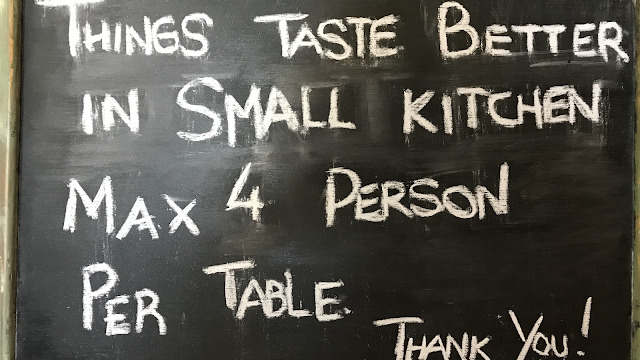 Things Taste Better
in Small Kitchen
Max 4 Person
Per Table
Thank You!